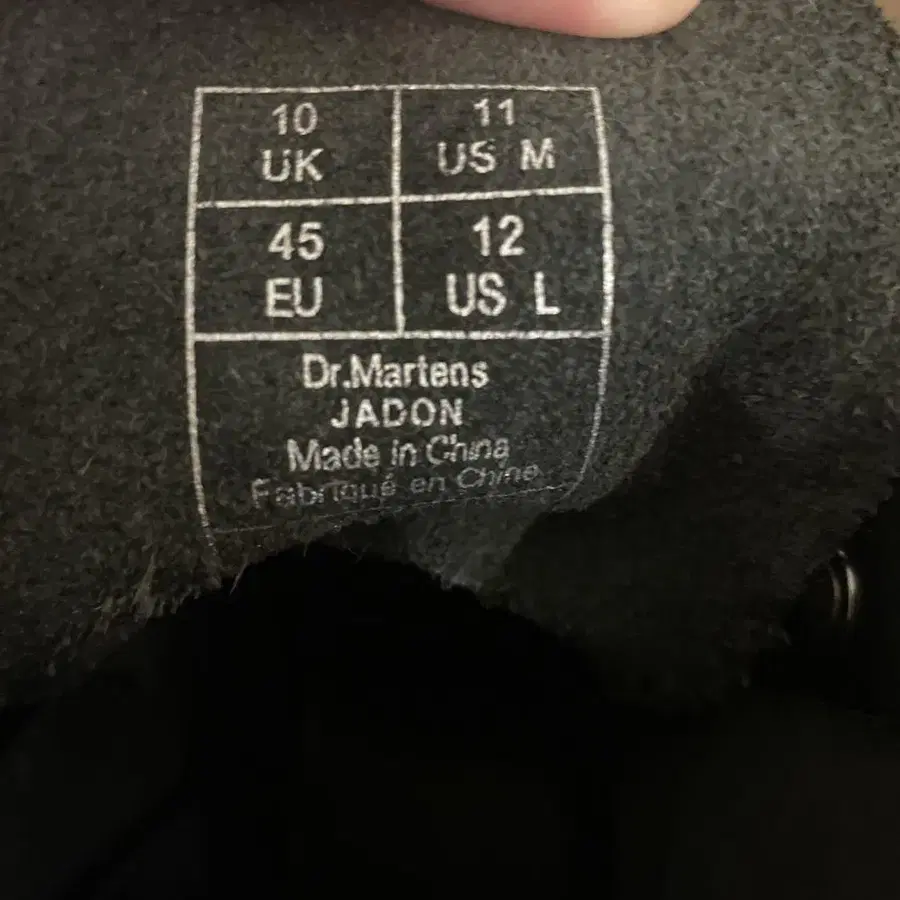 10
UK
11
US M
45
EU
12
US L
Dr.Martens
JADON
Made in China
Fabriqué en Chine